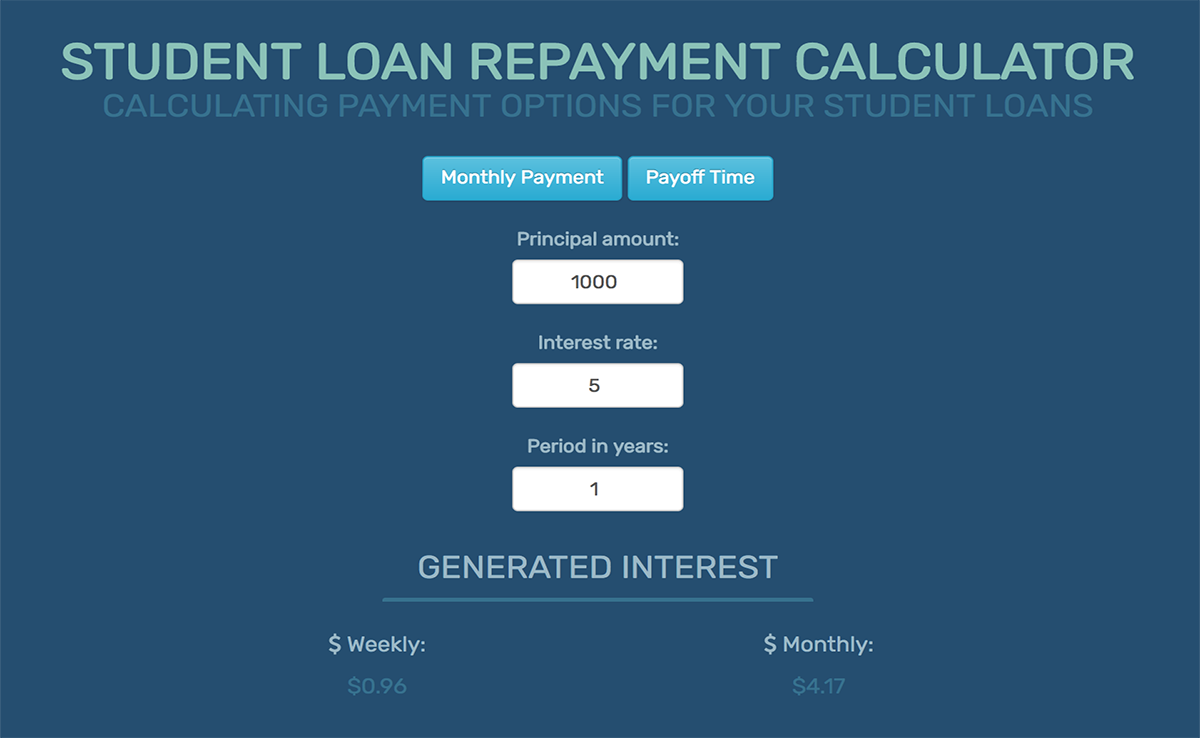 STUDENT LOAN REPAYMENT CALCULATOR
CALCULATING PAYMENT OPTIONS FOR YOUR STUDENT LOANS
Monthly Payment Payoff Time
Principal amount:
1000
Interest rate:
5
Period in years:
1
GENERATED INTEREST
$ Weekly: $ Monthly:
$0.96 $4.17